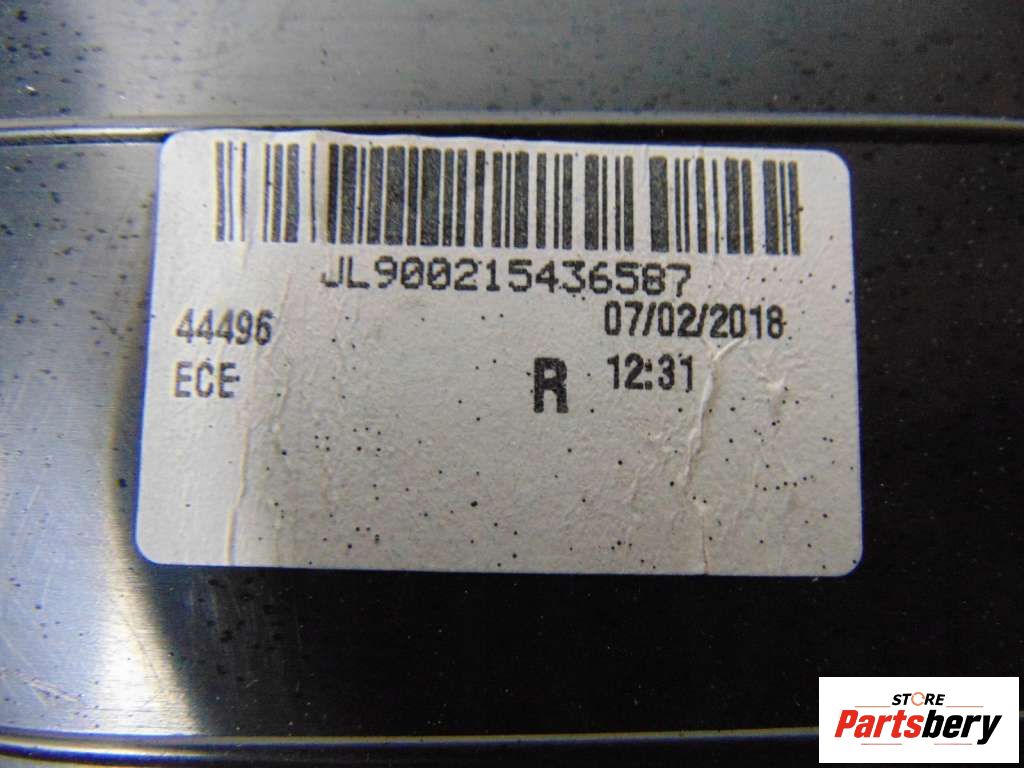 JL900215436587
44496
07/02/2018
ECE
R
12:31
STORE
Partsbery